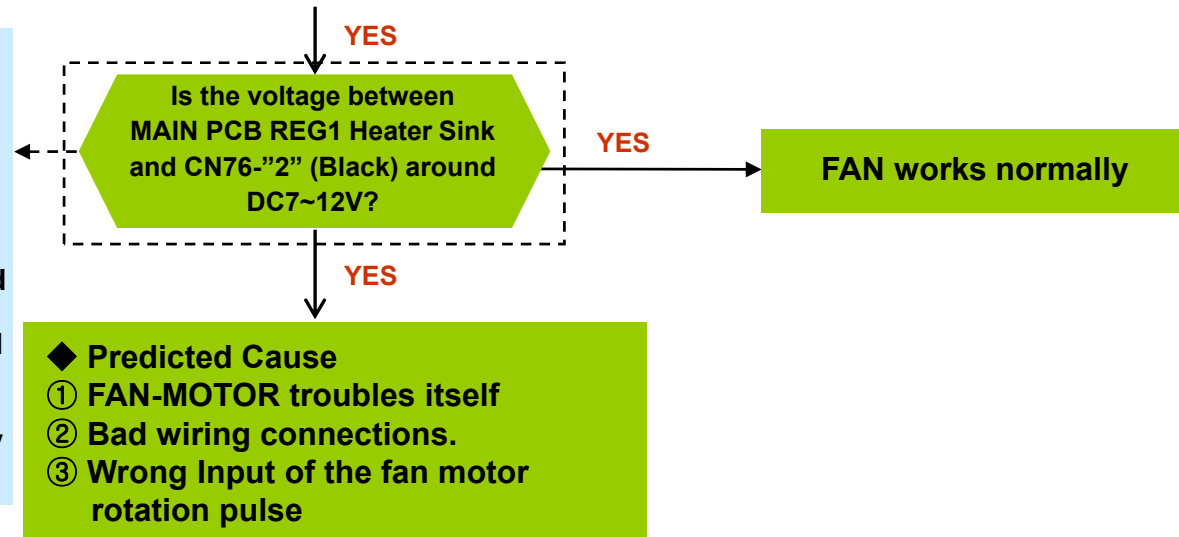 YES
Is the voltage between
MAIN PCB REG1 Heater Sink
and CN76-”2” (Black) around
DC7~12V?
YES
FAN works normally
YES
◆ Predicted Cause
① FAN-MOTOR troubles itself
② Bad wiring connections.
③ Wrong Input of the fan motor
rotation pulse